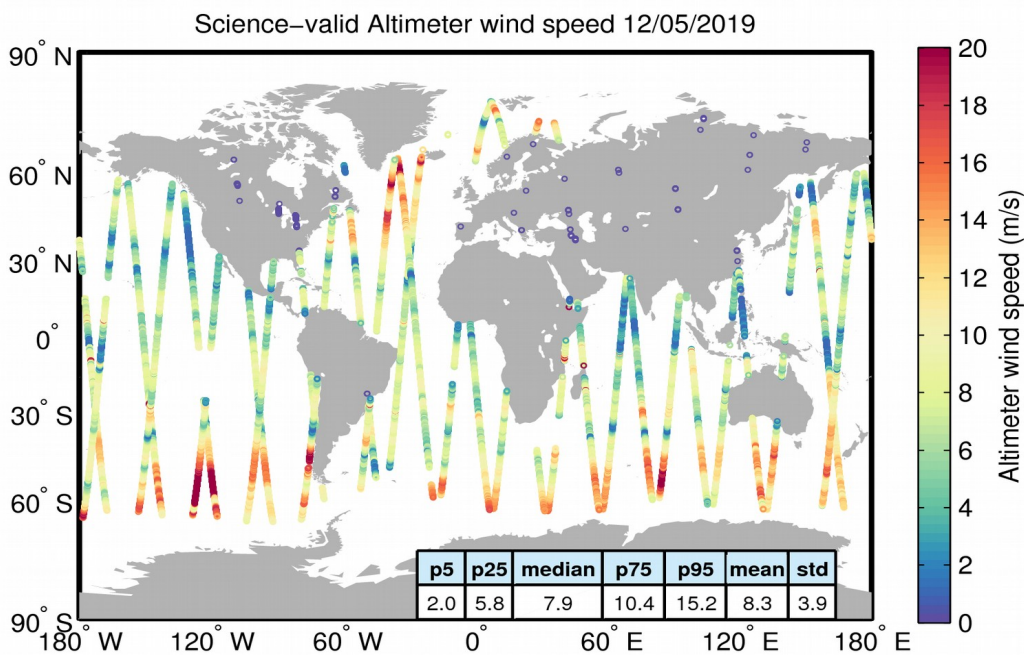 Science−valid Altimeter wind speed 12/05/2019
90° N
60° N
30° N
0°
30° S
60° S
90° S
180° W 120° W 60° W 0° 60° E 120° E 180° E
p5 p25 median p75 p95 mean std
2.0 5.8 7.9 10.4 15.2 8.3 3.9
20
18
16
14
12
10
8
6
4
2
0
Altimeter wind speed (m/s)